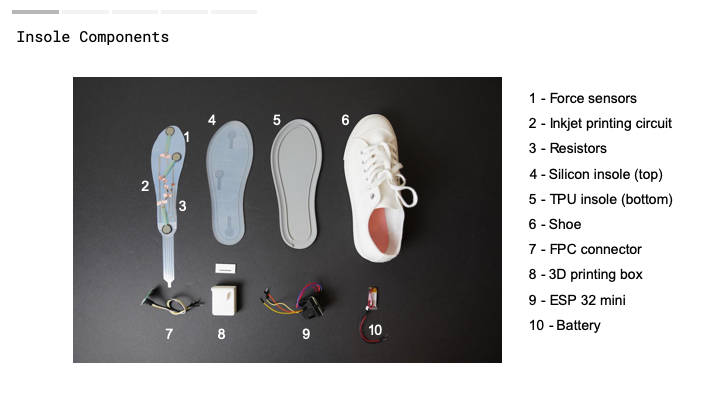 Insole Components
1
2
3
4
5
6
7
8
9
10
1 - Force sensors
2 - Inkjet printing circuit
3 - Resistors
4 - Silicon insole (top)
5 - TPU insole (bottom)
6 - Shoe
7 - FPC connector
8 - 3D printing box
9 - ESP 32 mini
10 - Battery